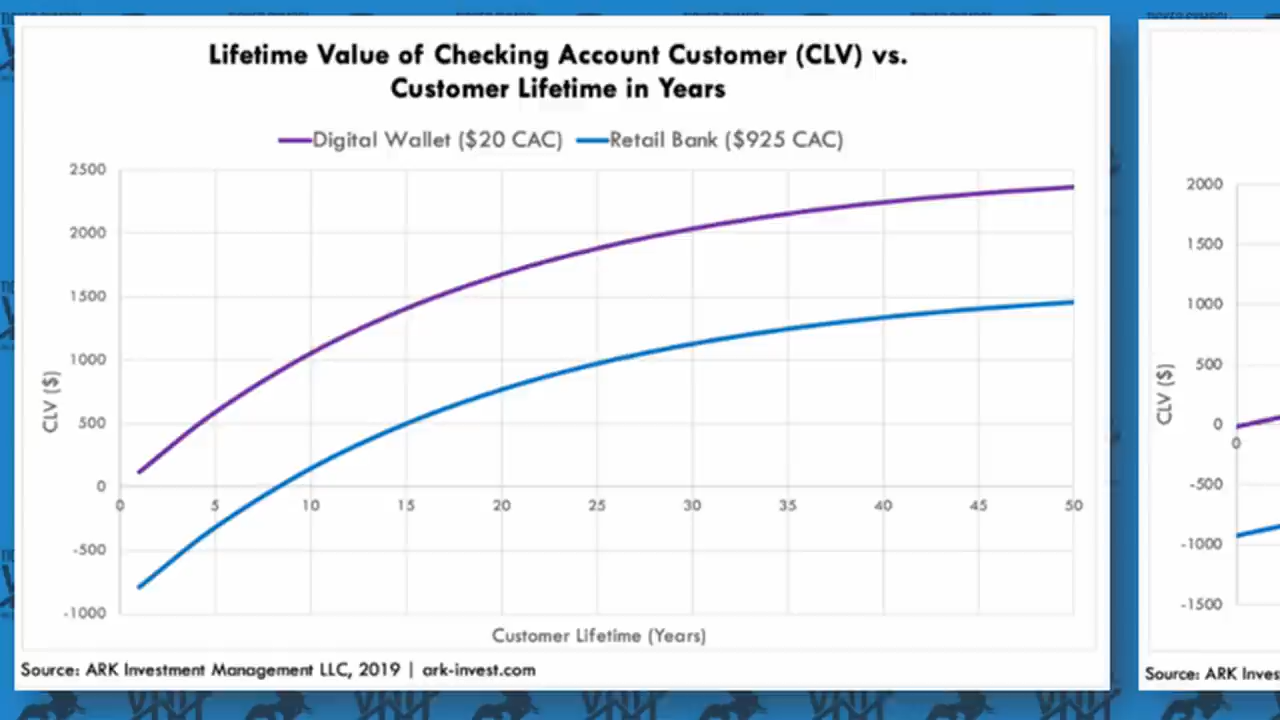 Lifetime Value of Checking Account Customer (CLV) vs.
Customer Lifetime in Years
Digital Wallet ($20 CAC) Retail Bank ($925 CAC)
2500
2000
1500
1000
500
0
-500
-1000
CLV ($)
0 5 10 15 20 25 30 35 40 45 50
Customer Lifetime (Years)
Source: ARK Investment Management LLC, 2019 | ark-invest.com
2000
1500
1000
500
0
-500
-1000
-1500
CLV ($)
0
Source: ARK Inves